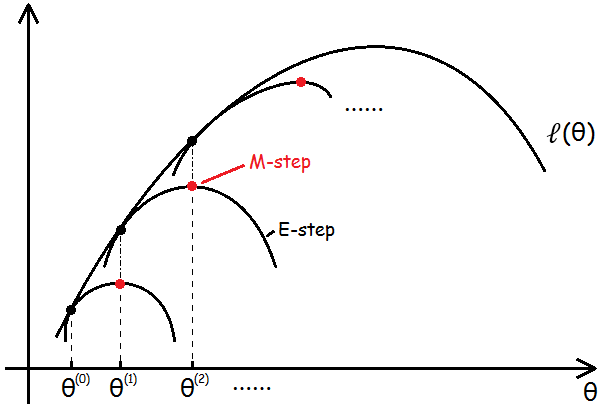 ......
ℓ(θ)
M-step
E-step
θ⁽⁰⁾ θ⁽¹⁾ θ⁽²⁾ ...... θ